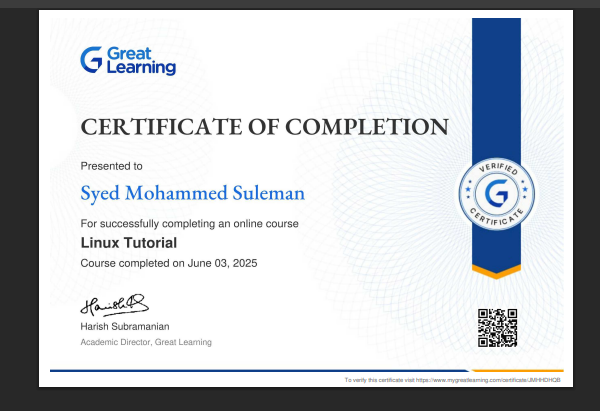 Great
Learning
CERTIFICATE OF COMPLETION
Presented to
Syed Mohammed Suleman
For successfully completing an online course
Linux Tutorial
Course completed on June 03, 2025
VERIFIED
CERTIFICATE
Harish Subramanian
Academic Director, Great Learning
To verify this certificate visit https://www.mygreatlearning.com/certificate/JMHHDHQB